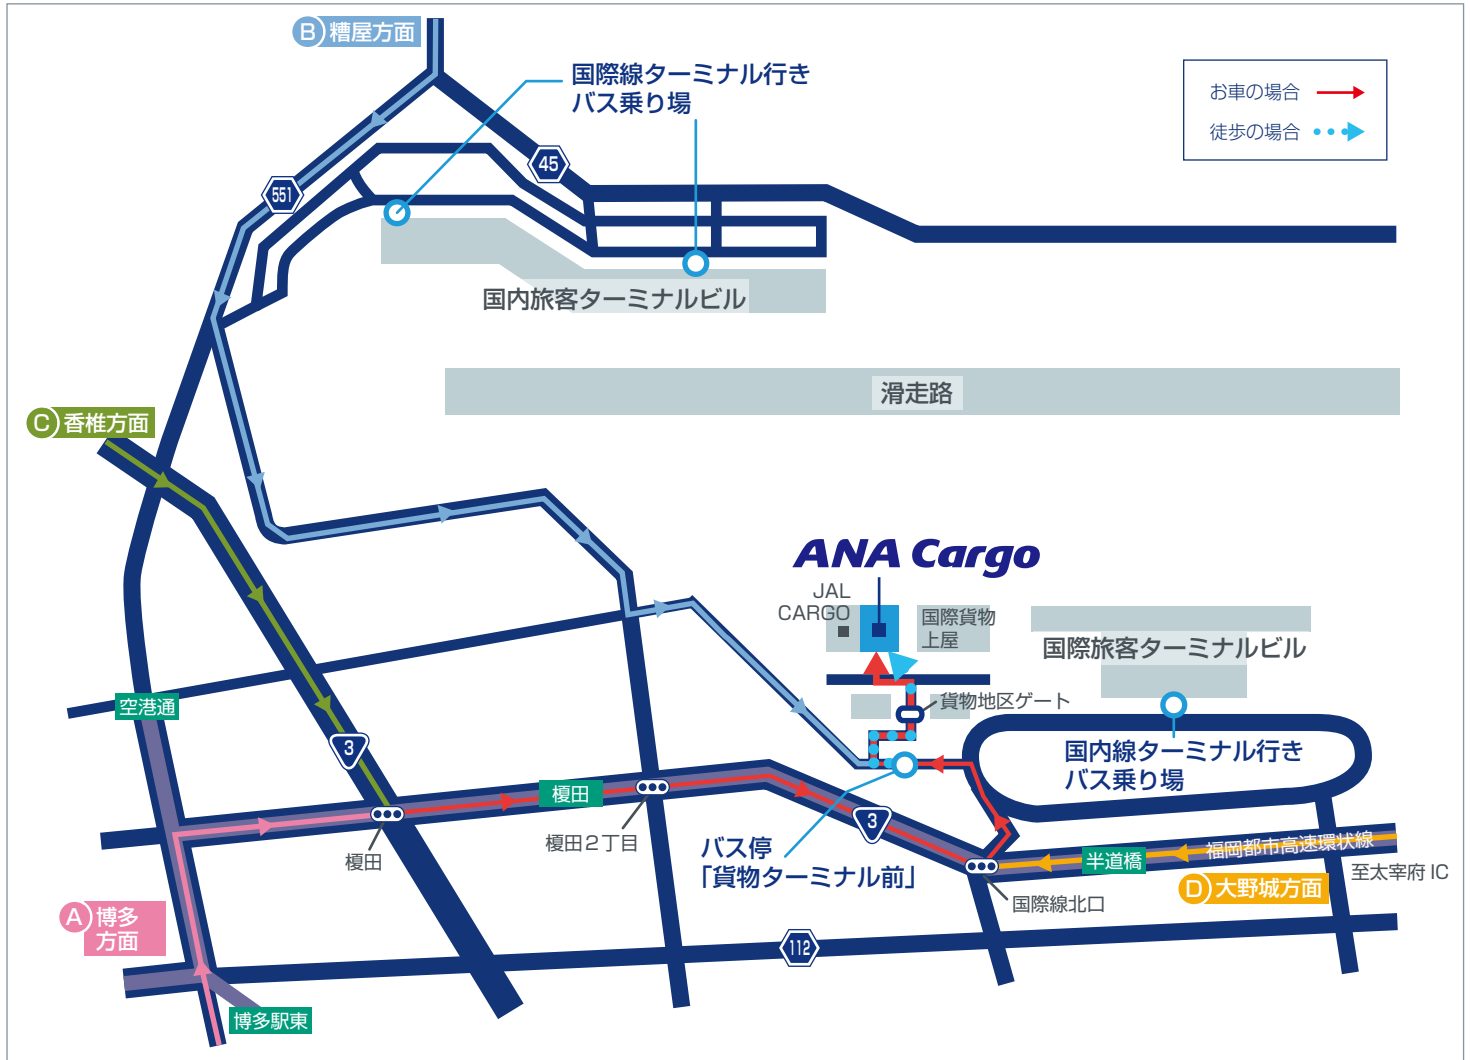 B 糟屋方面
国際線ターミナル行き
バス乗り場
お車の場合
徒歩の場合
45
551
国内旅客ターミナルビル
滑走路
C 香椎方面
ANA Cargo
JAL
CARGO
国際貨物
上屋
国際旅客ターミナルビル
貨物地区ゲート
空港通
3
国内線ターミナル行き
バス乗り場
榎田
榎田2丁目
榎田
3
バス停
「貨物ターミナル前」
福岡都市高速環状線
半道橋
至太宰府 IC
D 大野城方面
国際線北口
A 博多
方面
112
博多駅東